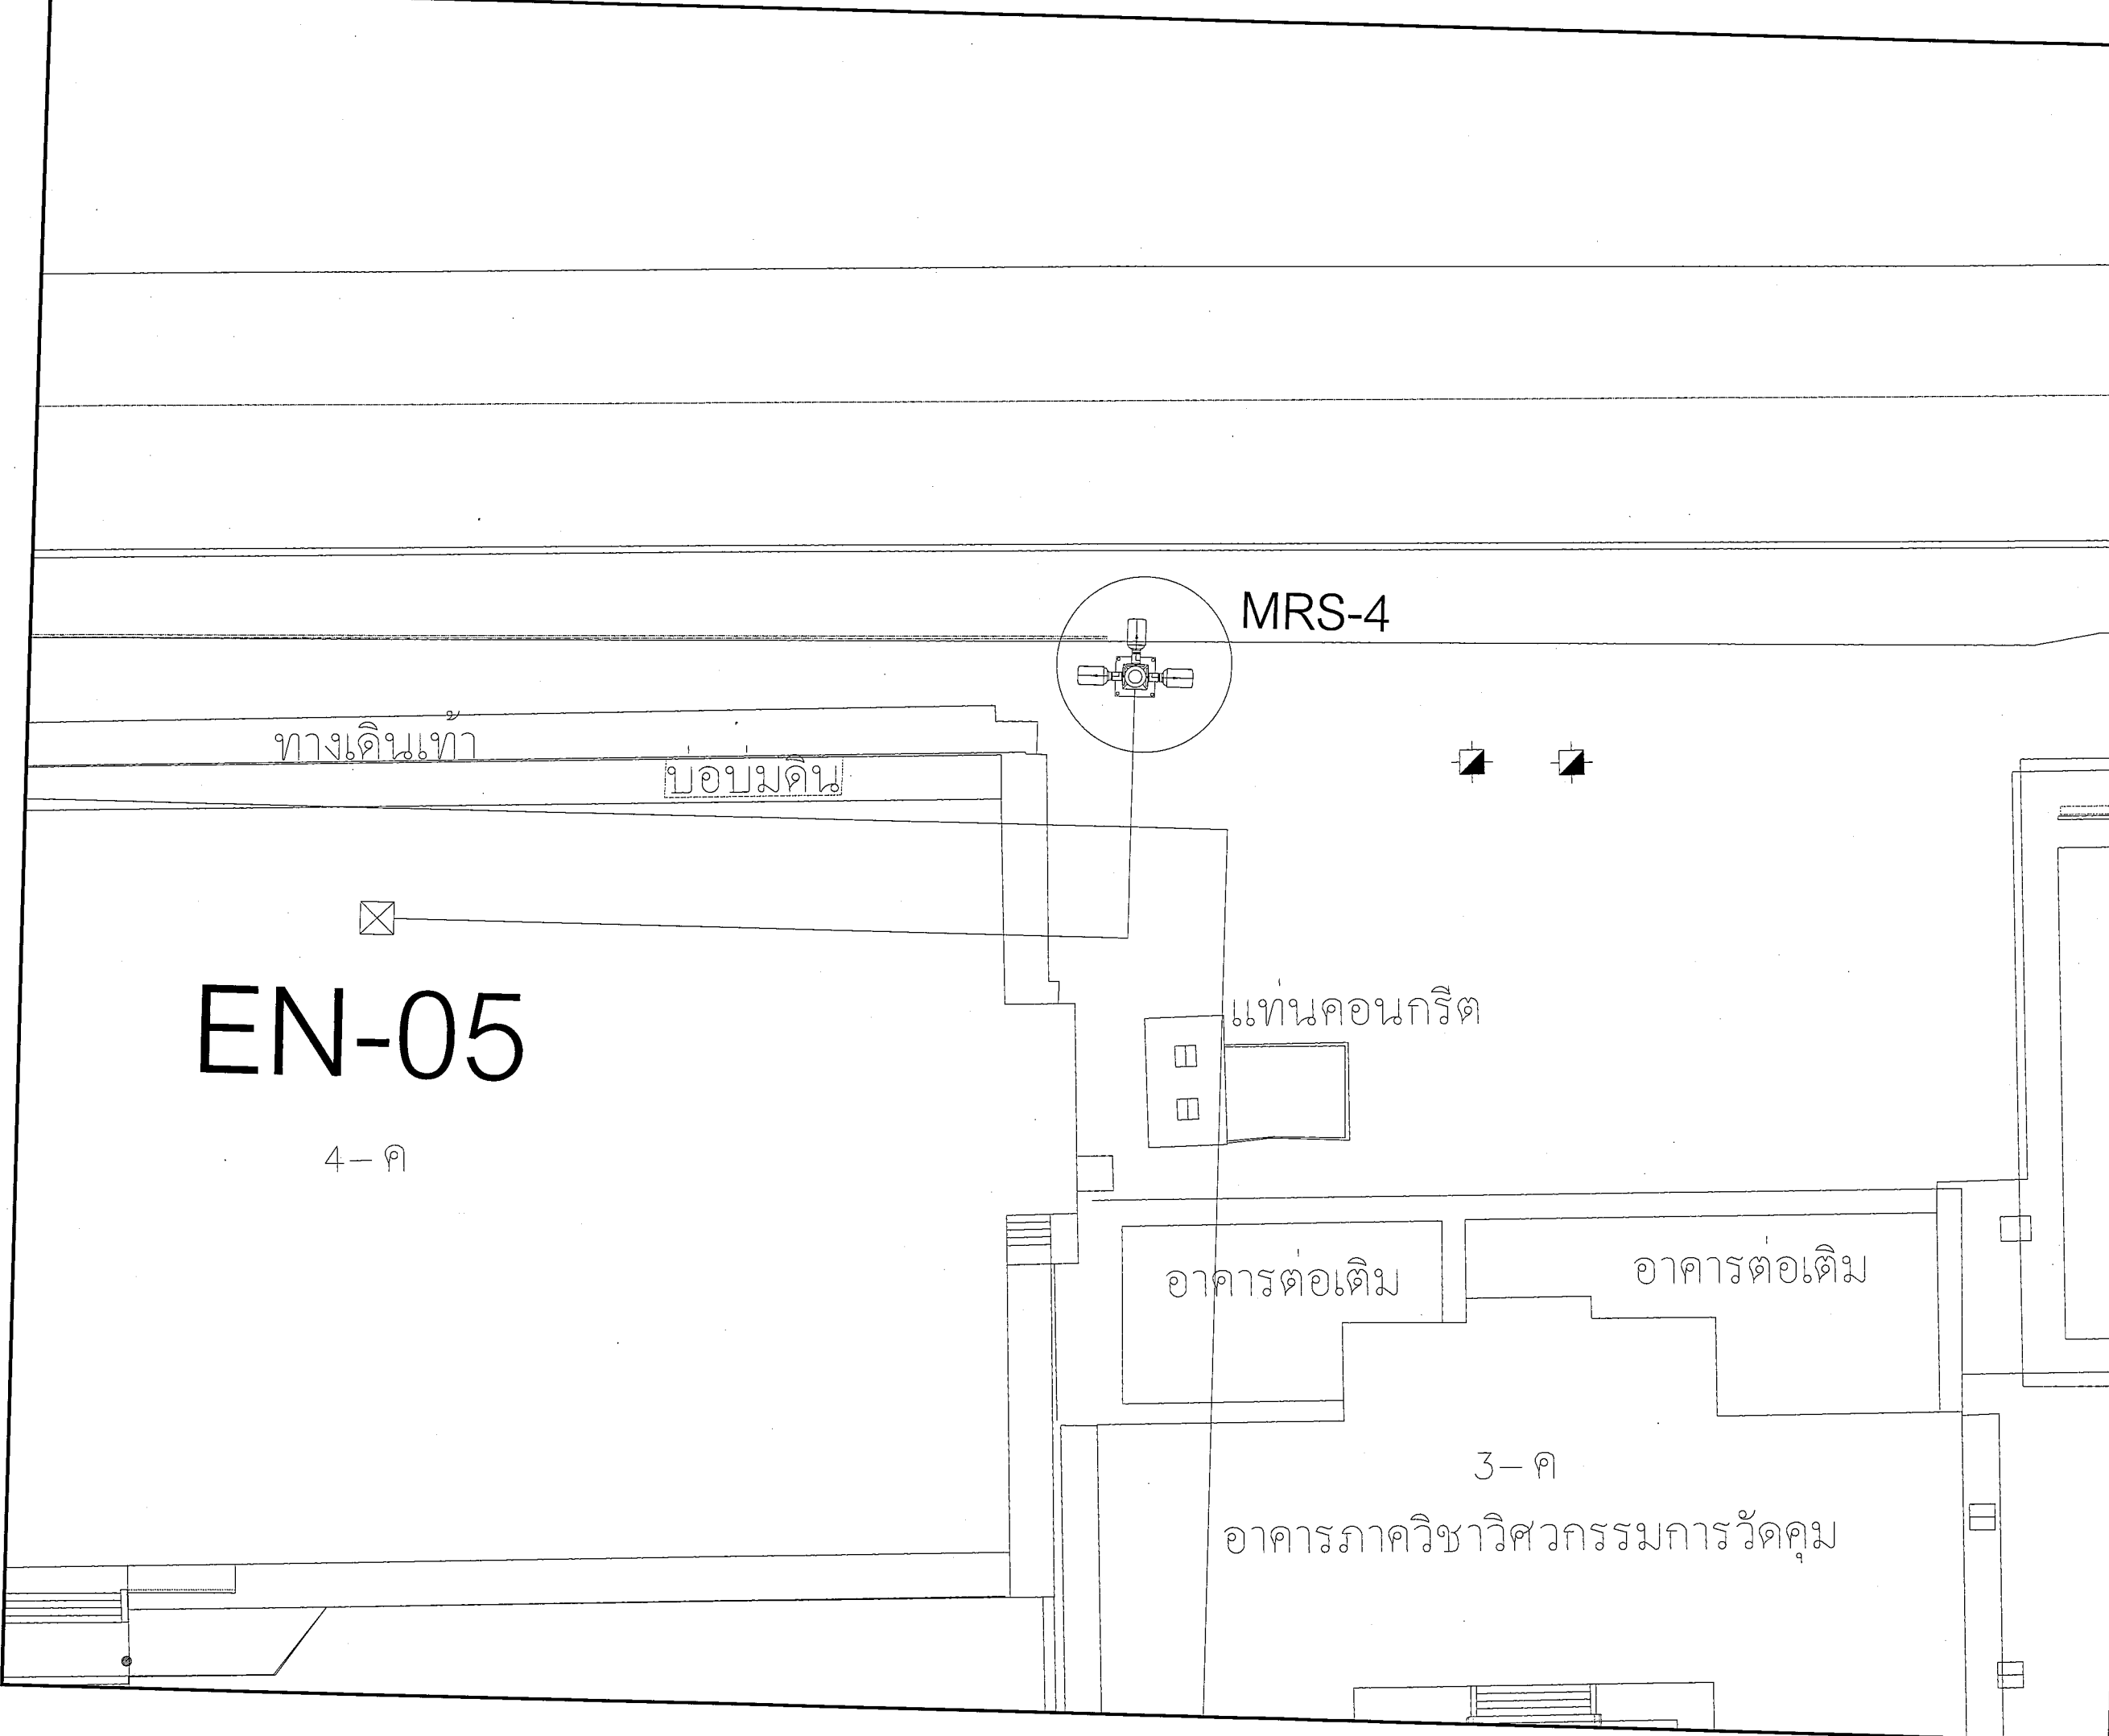 MRS-4
ทางเดินเท้า
บ่อบ่มดิน
EN-05
แท่นคอนกรีต
4-ค
อาคารต่อเติม
อาคารต่อเติม
3-ค
อาคารภาควิชาวิศวกรรมการวัดคุม